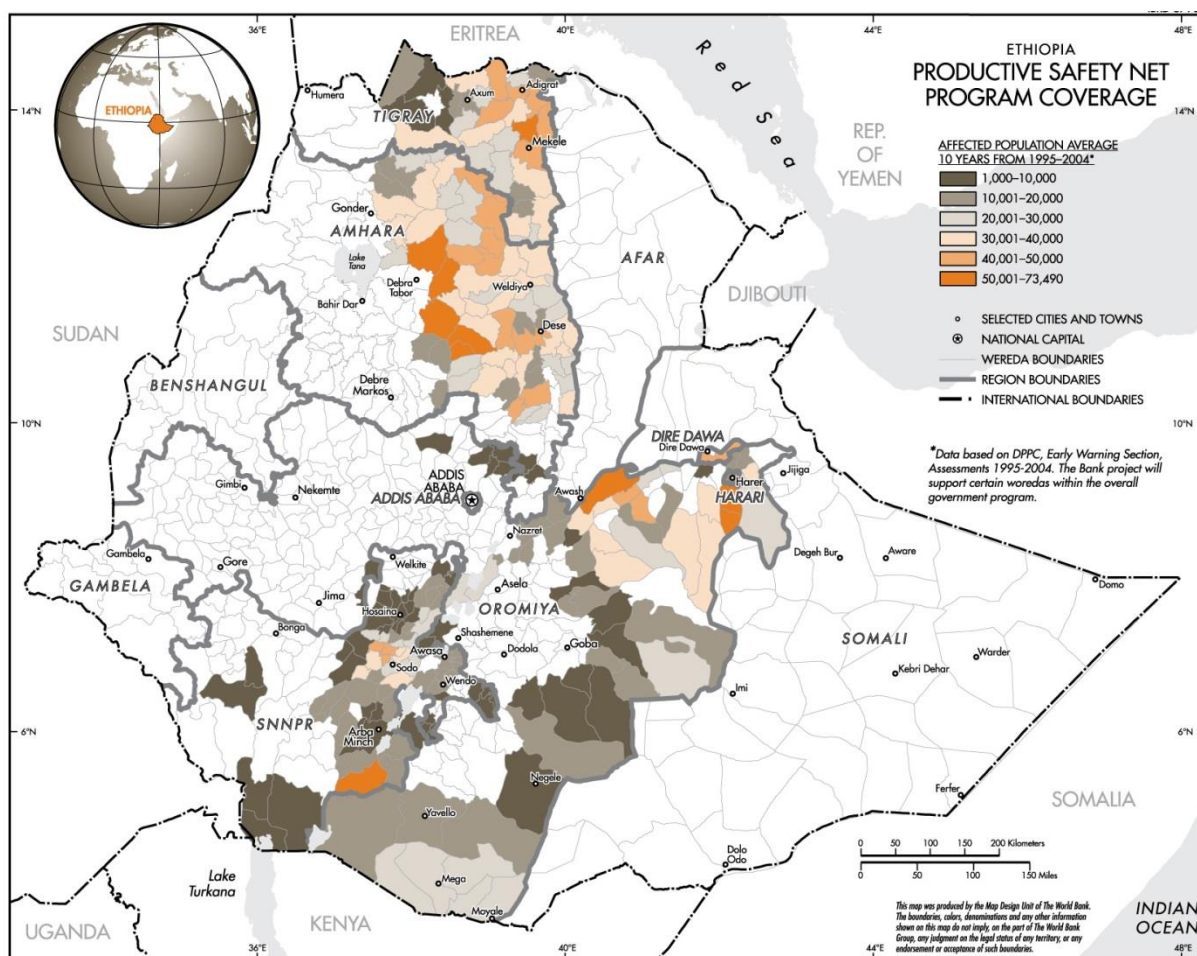 ETHIOPIA
PRODUCTIVE SAFETY NET
PROGRAM COVERAGE
AFFECTED POPULATION AVERAGE
10 YEARS FROM 1995–2004*
1,000–10,000
10,001–20,000
20,001–30,000
30,001–40,000
40,001–50,000
50,001–73,490
SELECTED CITIES AND TOWNS
NATIONAL CAPITAL
WEREDA BOUNDARIES
REGION BOUNDARIES
INTERNATIONAL BOUNDARIES
*Data based on DPPC, Early Warning Section,
Assessments 1995-2004. The Bank project will
support certain woredas within the overall
government program.
36°E
40°E
44°E
48°E
ERITREA
Red Sea
ETHIOPIA
14°N
14°N
Humera
Axum
Adigrat
TIGRAY
Mekele
REP.
OF
YEMEN
Gonder
AMHARA
Lake
Tana
Debra
Tabor
Bahir Dar
Weldiya
AFAR
DJIBOUTI
SUDAN
Dese
BENSHANGUL
Debre
Markos
10°N
10°N
DIRE DAWA
Dire Dawa
ADDIS
ABABA
ADDIS ABABA
Gimbi
Nekemte
Awash
Harer
HARARI
Jijiga
Nazret
Gambela
Gore
Welkite
Degeh Bur
Aware
GAMBELA
Asela
Domo
Jima
Hosaina
OROMIYA
Bonga
Shashemene
Goba
SOMALI
Awasa
Dodola
Warder
Sodo
Kebri Dehar
Wendo
Imi
SNNPR
6°N
6°N
Arba
Minch
Negele
Ferfer
SOMALIA
Yavello
0 50 100 150 200 Kilometers
0 50 100 150 Miles
Dolo
Odo
Lake
Turkana
Mega
Moyale
UGANDA
KENYA
INDIAN
OCEAN
This map was produced by the Map Design Unit of The World Bank.
The boundaries, colors, denominations and any other information
shown on this map do not imply, on the part of The World Bank
Group, any judgment on the legal status of any territory, or any
endorsement or acceptance of such boundaries.
36°E
40°E
44°E
48°E